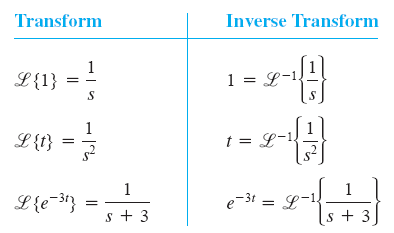 Transform Inverse Transform
ℒ{1} = 1/s 1 = ℒ⁻¹{1/s}
ℒ{t} = 1/s² t = ℒ⁻¹{1/s²}
ℒ{e⁻³ᵗ} = 1/(s + 3) e⁻³ᵗ = ℒ⁻¹{1/(s + 3)}